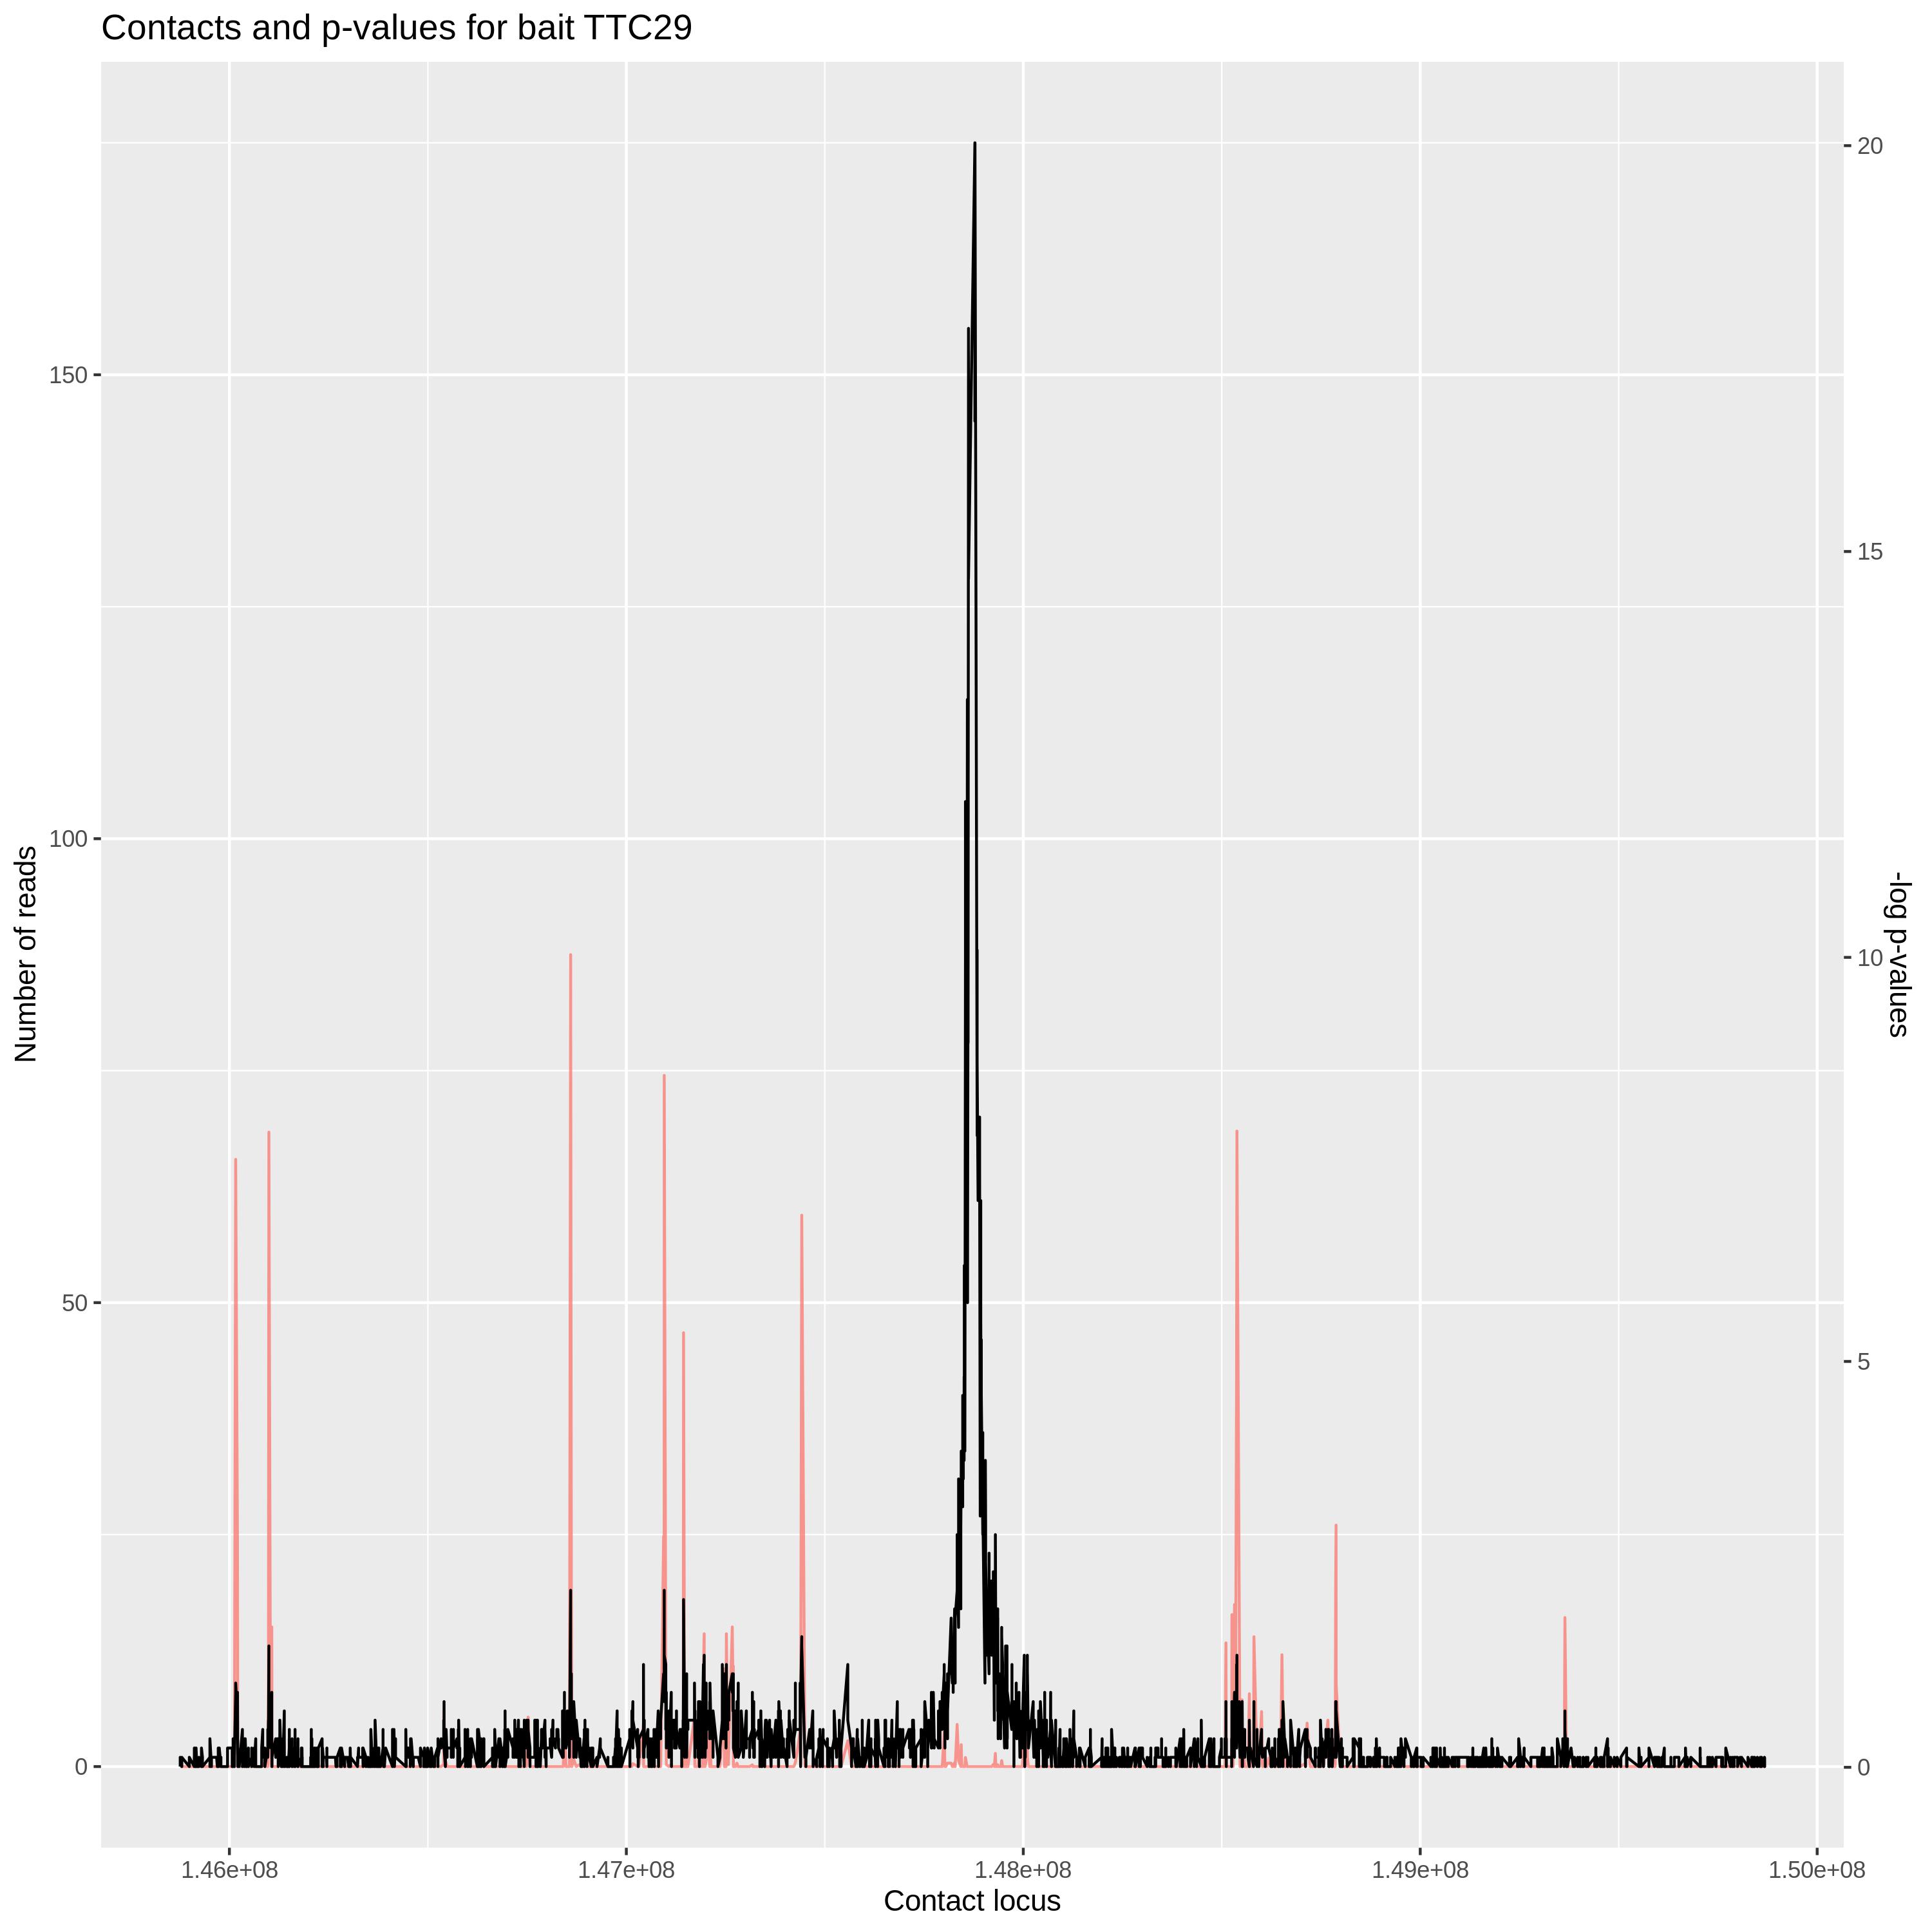 Contacts and p-values for bait TTC29
150
100
50
0
Number of reads
20
15
10
5
0
-log p-values
1.46e+08
1.47e+08
1.48e+08
1.49e+08
1.50e+08
Contact locus